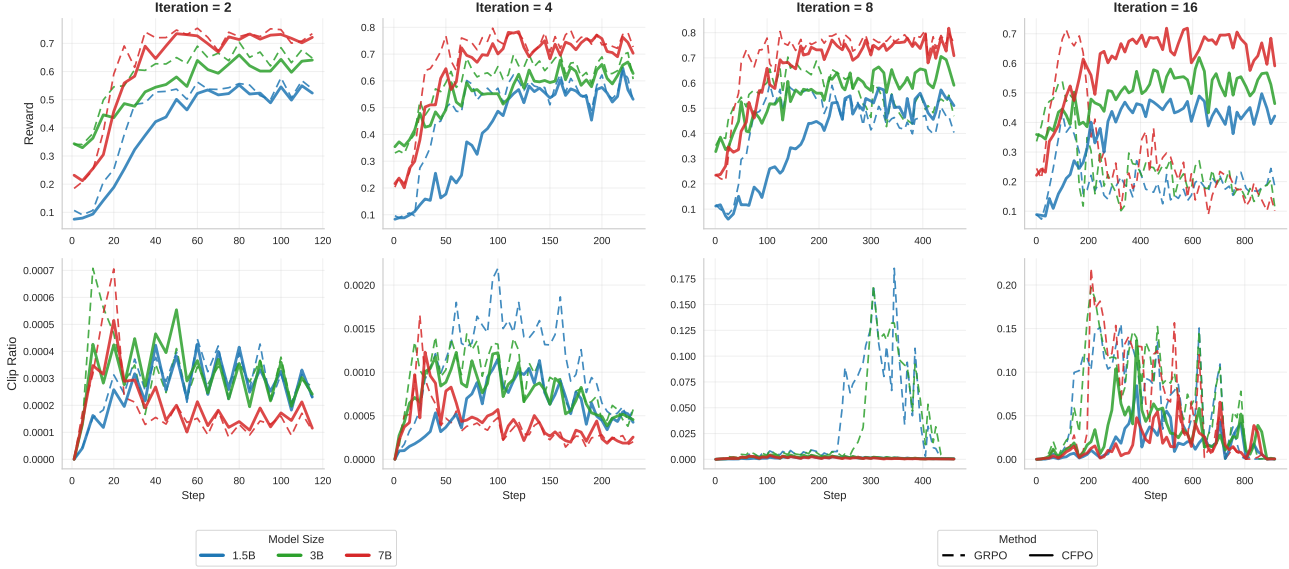 Iteration = 2
Iteration = 4
Iteration = 8
Iteration = 16
Reward
0.7
0.6
0.5
0.4
0.3
0.2
0.1
0 20 40 60 80 100 120
0.8
0.7
0.6
0.5
0.4
0.3
0.2
0.1
0 50 100 150 200
0.8
0.7
0.6
0.5
0.4
0.3
0.2
0.1
0 100 200 300 400
0.7
0.6
0.5
0.4
0.3
0.2
0.1
0 200 400 600 800
Clip Ratio
0.0007
0.0006
0.0005
0.0004
0.0003
0.0002
0.0001
0.0000
0 20 40 60 80 100 120
Step
0.0020
0.0015
0.0010
0.0005
0.0000
0 50 100 150 200
Step
0.175
0.150
0.125
0.100
0.075
0.050
0.025
0.000
0 100 200 300 400
Step
0.20
0.15
0.10
0.05
0.00
0 200 400 600 800
Step
Model Size
1.5B 3B 7B
Method
GRPO CFPO